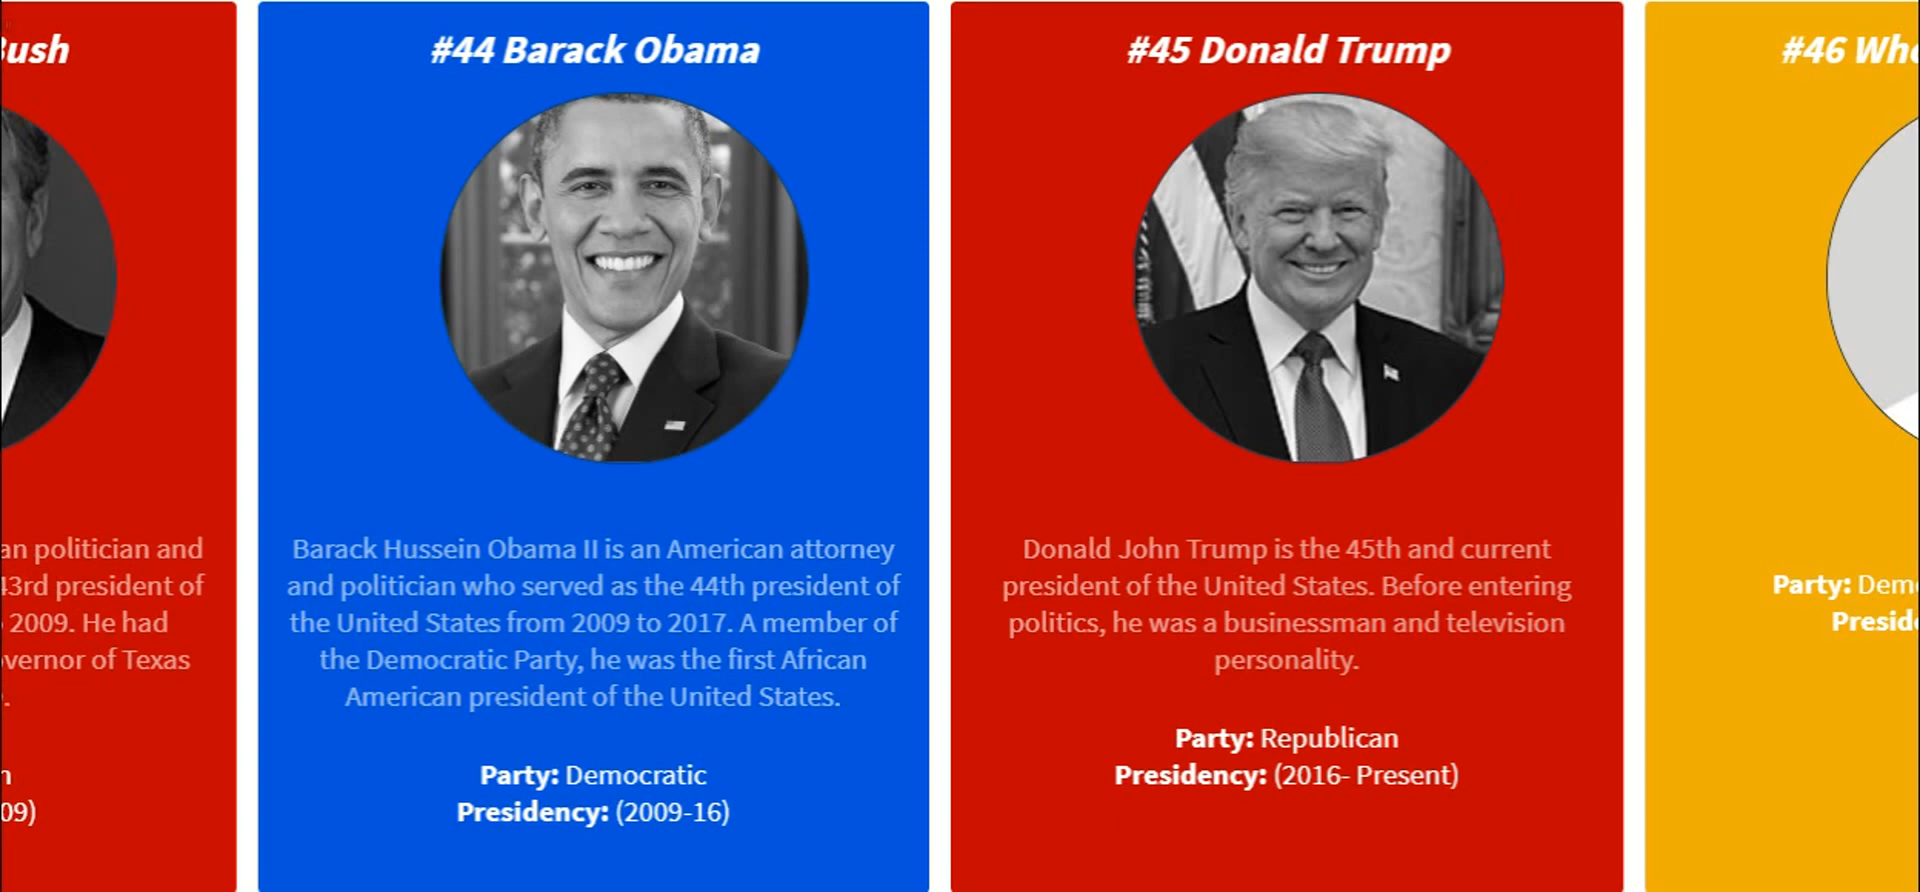 Bush
an politician and
43rd president of
2009. He had
vernor of Texas
09)
#44 Barack Obama
Barack Hussein Obama II is an American attorney
and politician who served as the 44th president of
the United States from 2009 to 2017. A member of
the Democratic Party, he was the first African
American president of the United States.
Party: Democratic
Presidency: (2009-16)
#45 Donald Trump
Donald John Trump is the 45th and current
president of the United States. Before entering
politics, he was a businessman and television
personality.
Party: Republican
Presidency: (2016- Present)
#46 Who
Party: Dem
Presid